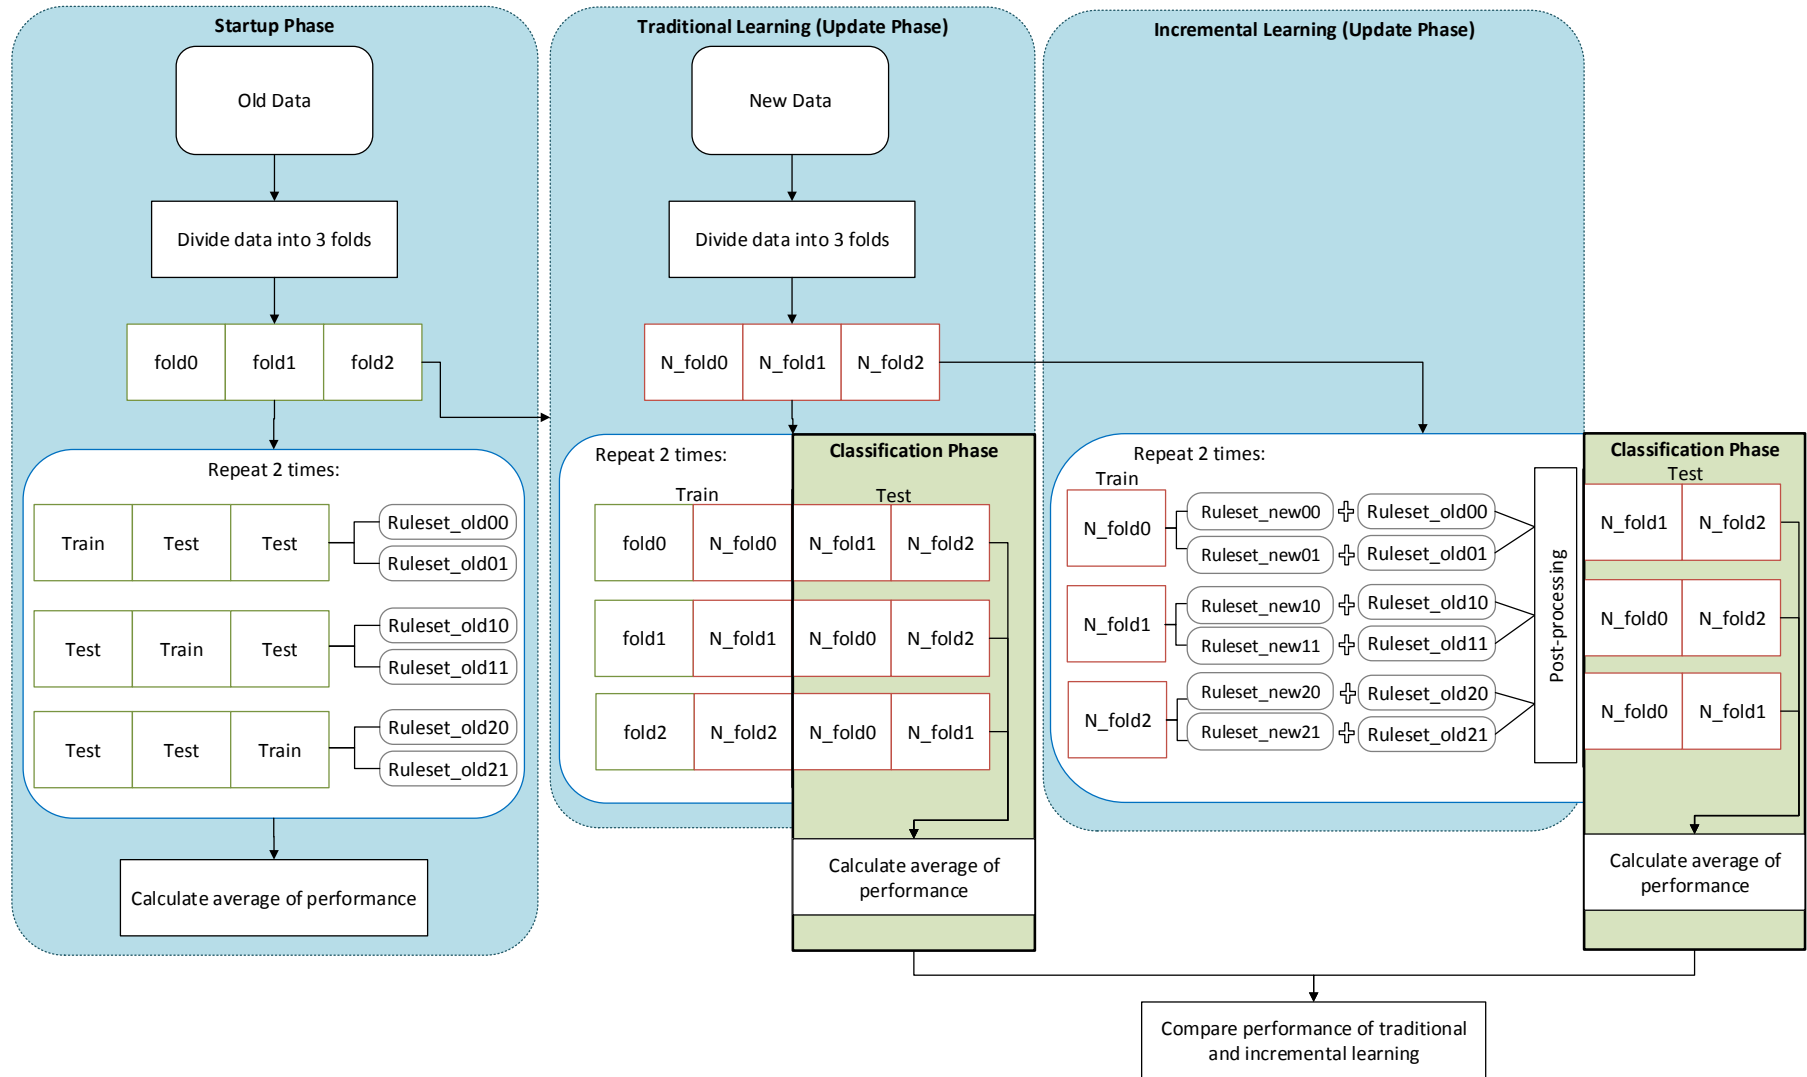 Startup Phase
Old Data
Divide data into 3 folds
fold0 fold1 fold2
Repeat 2 times:
Train Test Test
Ruleset_old00
Ruleset_old01
Test Train Test
Ruleset_old10
Ruleset_old11
Test Test Train
Ruleset_old20
Ruleset_old21
Calculate average of performance
Traditional Learning (Update Phase)
New Data
Divide data into 3 folds
N_fold0 N_fold1 N_fold2
Repeat 2 times:
Classification Phase
Train Test
fold0 N_fold0 N_fold1 N_fold2
fold1 N_fold1 N_fold0 N_fold2
fold2 N_fold2 N_fold0 N_fold1
Calculate average of
performance
Incremental Learning (Update Phase)
Repeat 2 times:
Train
N_fold0
Ruleset_new00 Ruleset_old00
Ruleset_new01 Ruleset_old01
N_fold1
Ruleset_new10 Ruleset_old10
Ruleset_new11 Ruleset_old11
N_fold2
Ruleset_new20 Ruleset_old20
Ruleset_new21 Ruleset_old21
Post-processing
Classification Phase
Test
N_fold1 N_fold2
N_fold0 N_fold2
N_fold0 N_fold1
Calculate average of
performance
Compare performance of traditional
and incremental learning